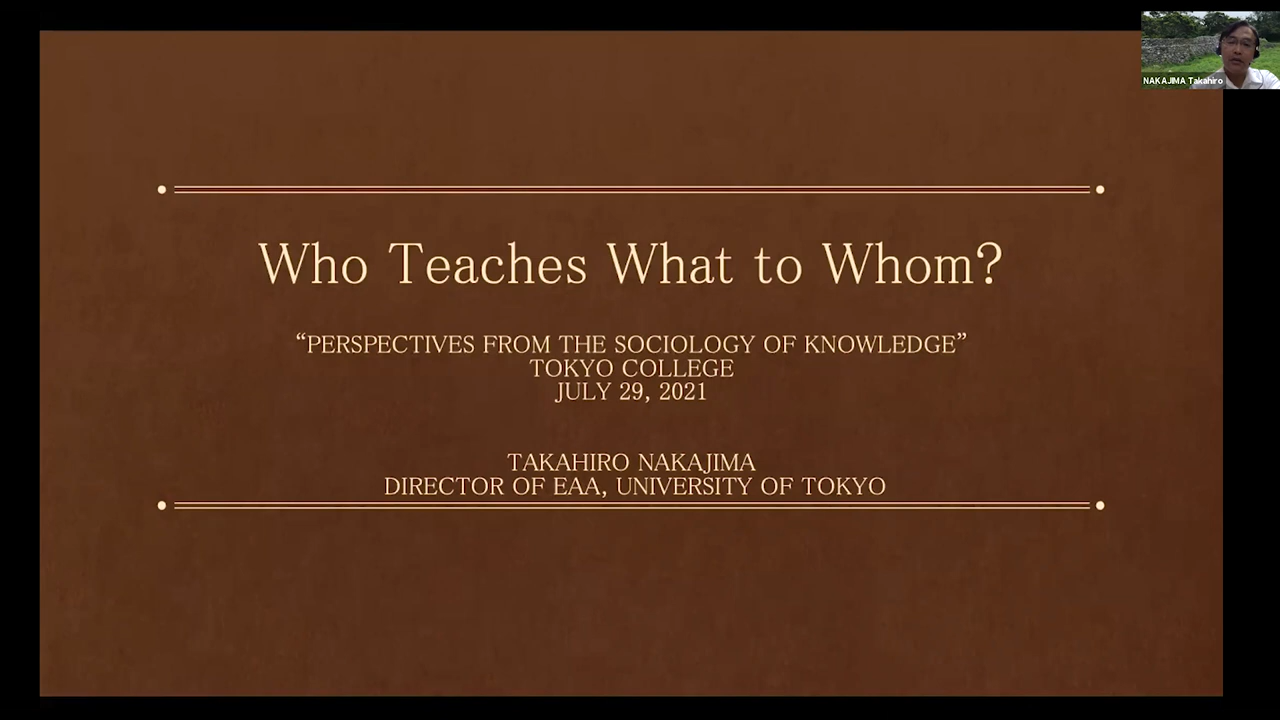 NAKAJIMA Takahiro
Who Teaches What to Whom?
“PERSPECTIVES FROM THE SOCIOLOGY OF KNOWLEDGE”
TOKYO COLLEGE
JULY 29, 2021
TAKAHIRO NAKAJIMA
DIRECTOR OF EAA, UNIVERSITY OF TOKYO